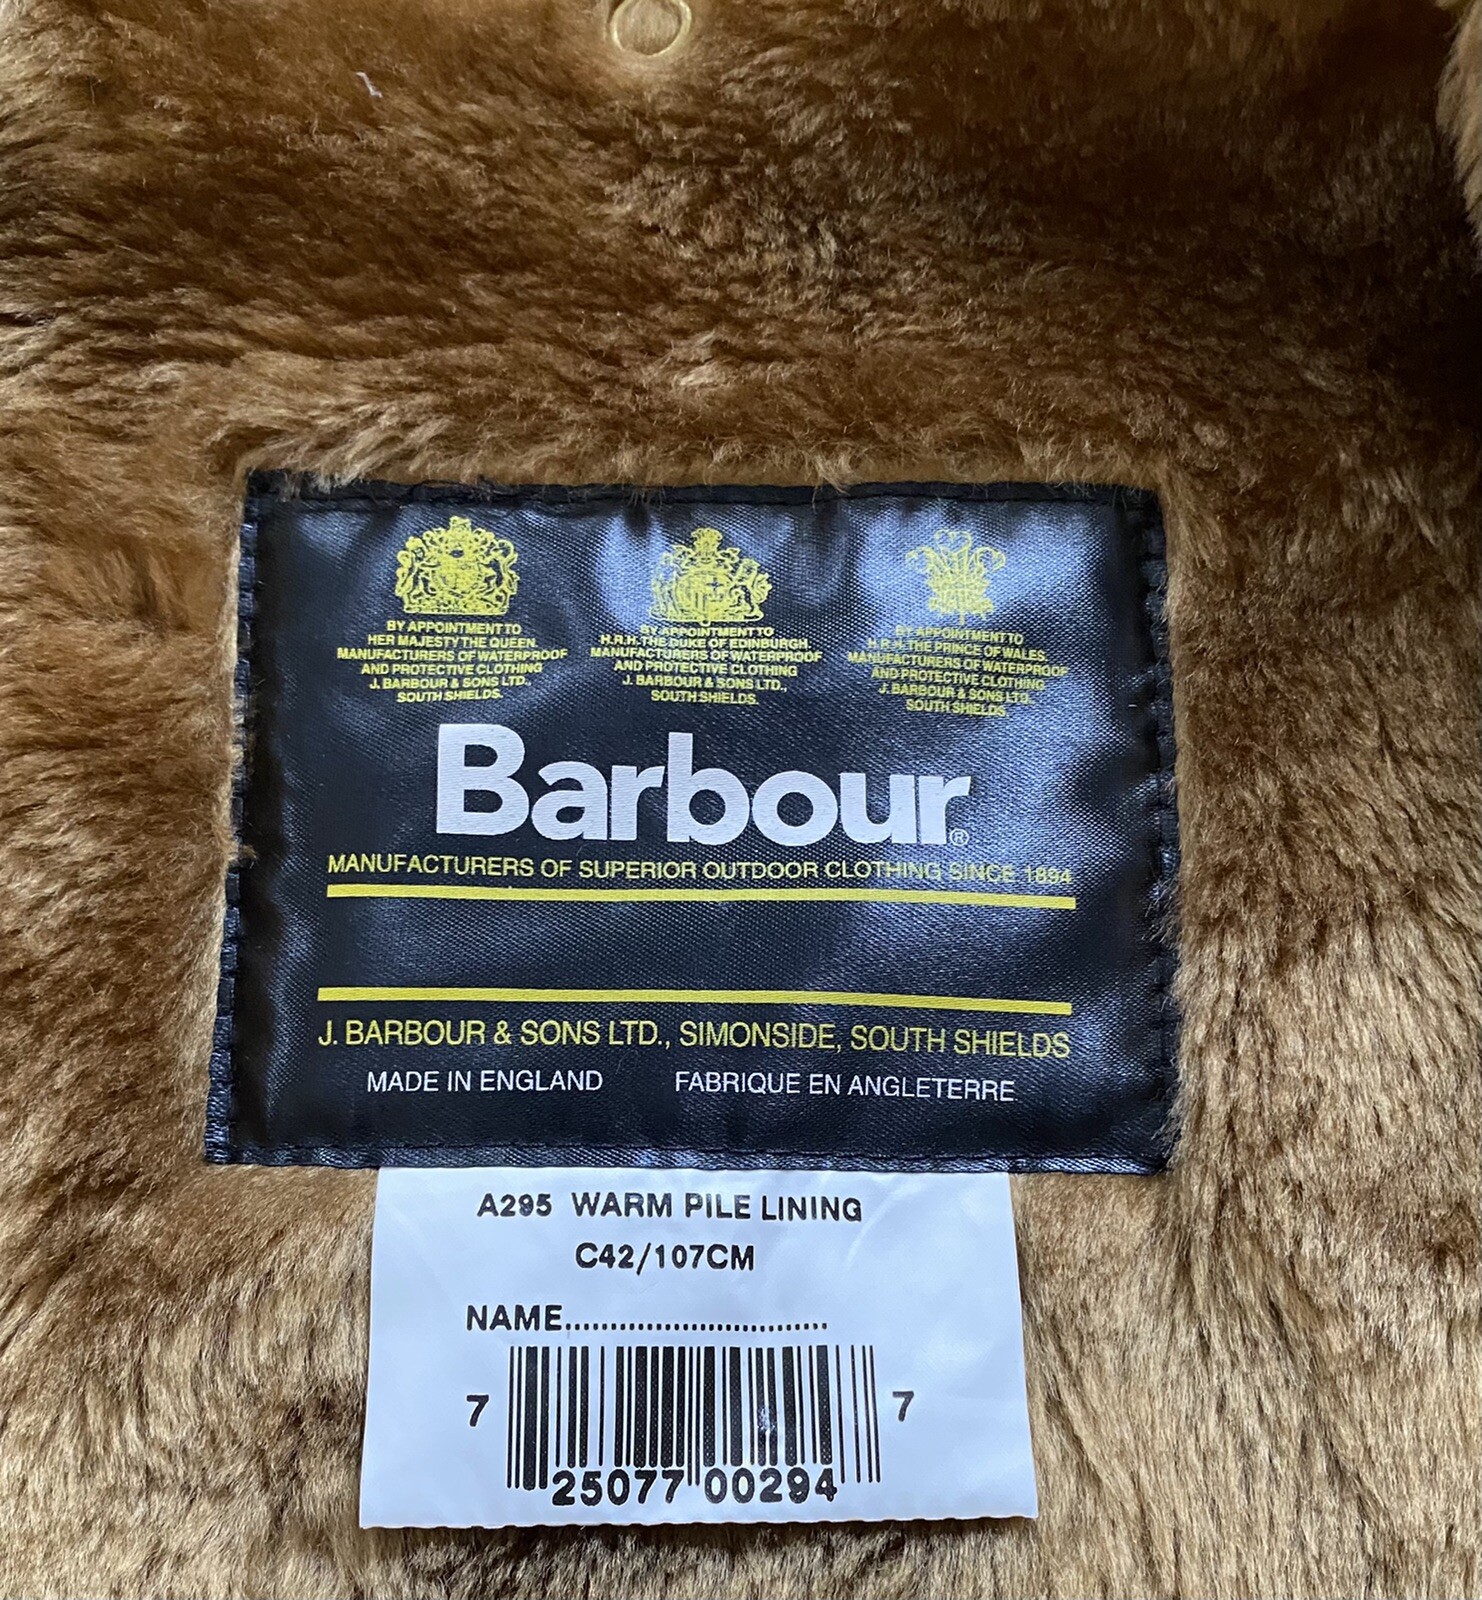 BY APPOINTMENT TO
HER MAJESTY THE QUEEN.
MANUFACTURERS OF WATERPROOF
AND PROTECTIVE CLOTHING
J. BARBOUR & SONS LTD.,
SOUTH SHIELDS.
BY APPOINTMENT TO
H.R.H. THE DUKE OF EDINBURGH.
MANUFACTURERS OF WATERPROOF
AND PROTECTIVE CLOTHING
J. BARBOUR & SONS LTD.,
SOUTH SHIELDS.
BY APPOINTMENT TO
H.R.H. THE PRINCE OF WALES.
MANUFACTURERS OF WATERPROOF
AND PROTECTIVE CLOTHING
J. BARBOUR & SONS LTD.
SOUTH SHIELDS.
Barbour®
MANUFACTURERS OF SUPERIOR OUTDOOR CLOTHING SINCE 1894
J. BARBOUR & SONS LTD., SIMONSIDE, SOUTH SHIELDS
MADE IN ENGLAND FABRIQUE EN ANGLETERRE
A295 WARM PILE LINING
C42/107CM
NAME..............................
7 25077 00294 7